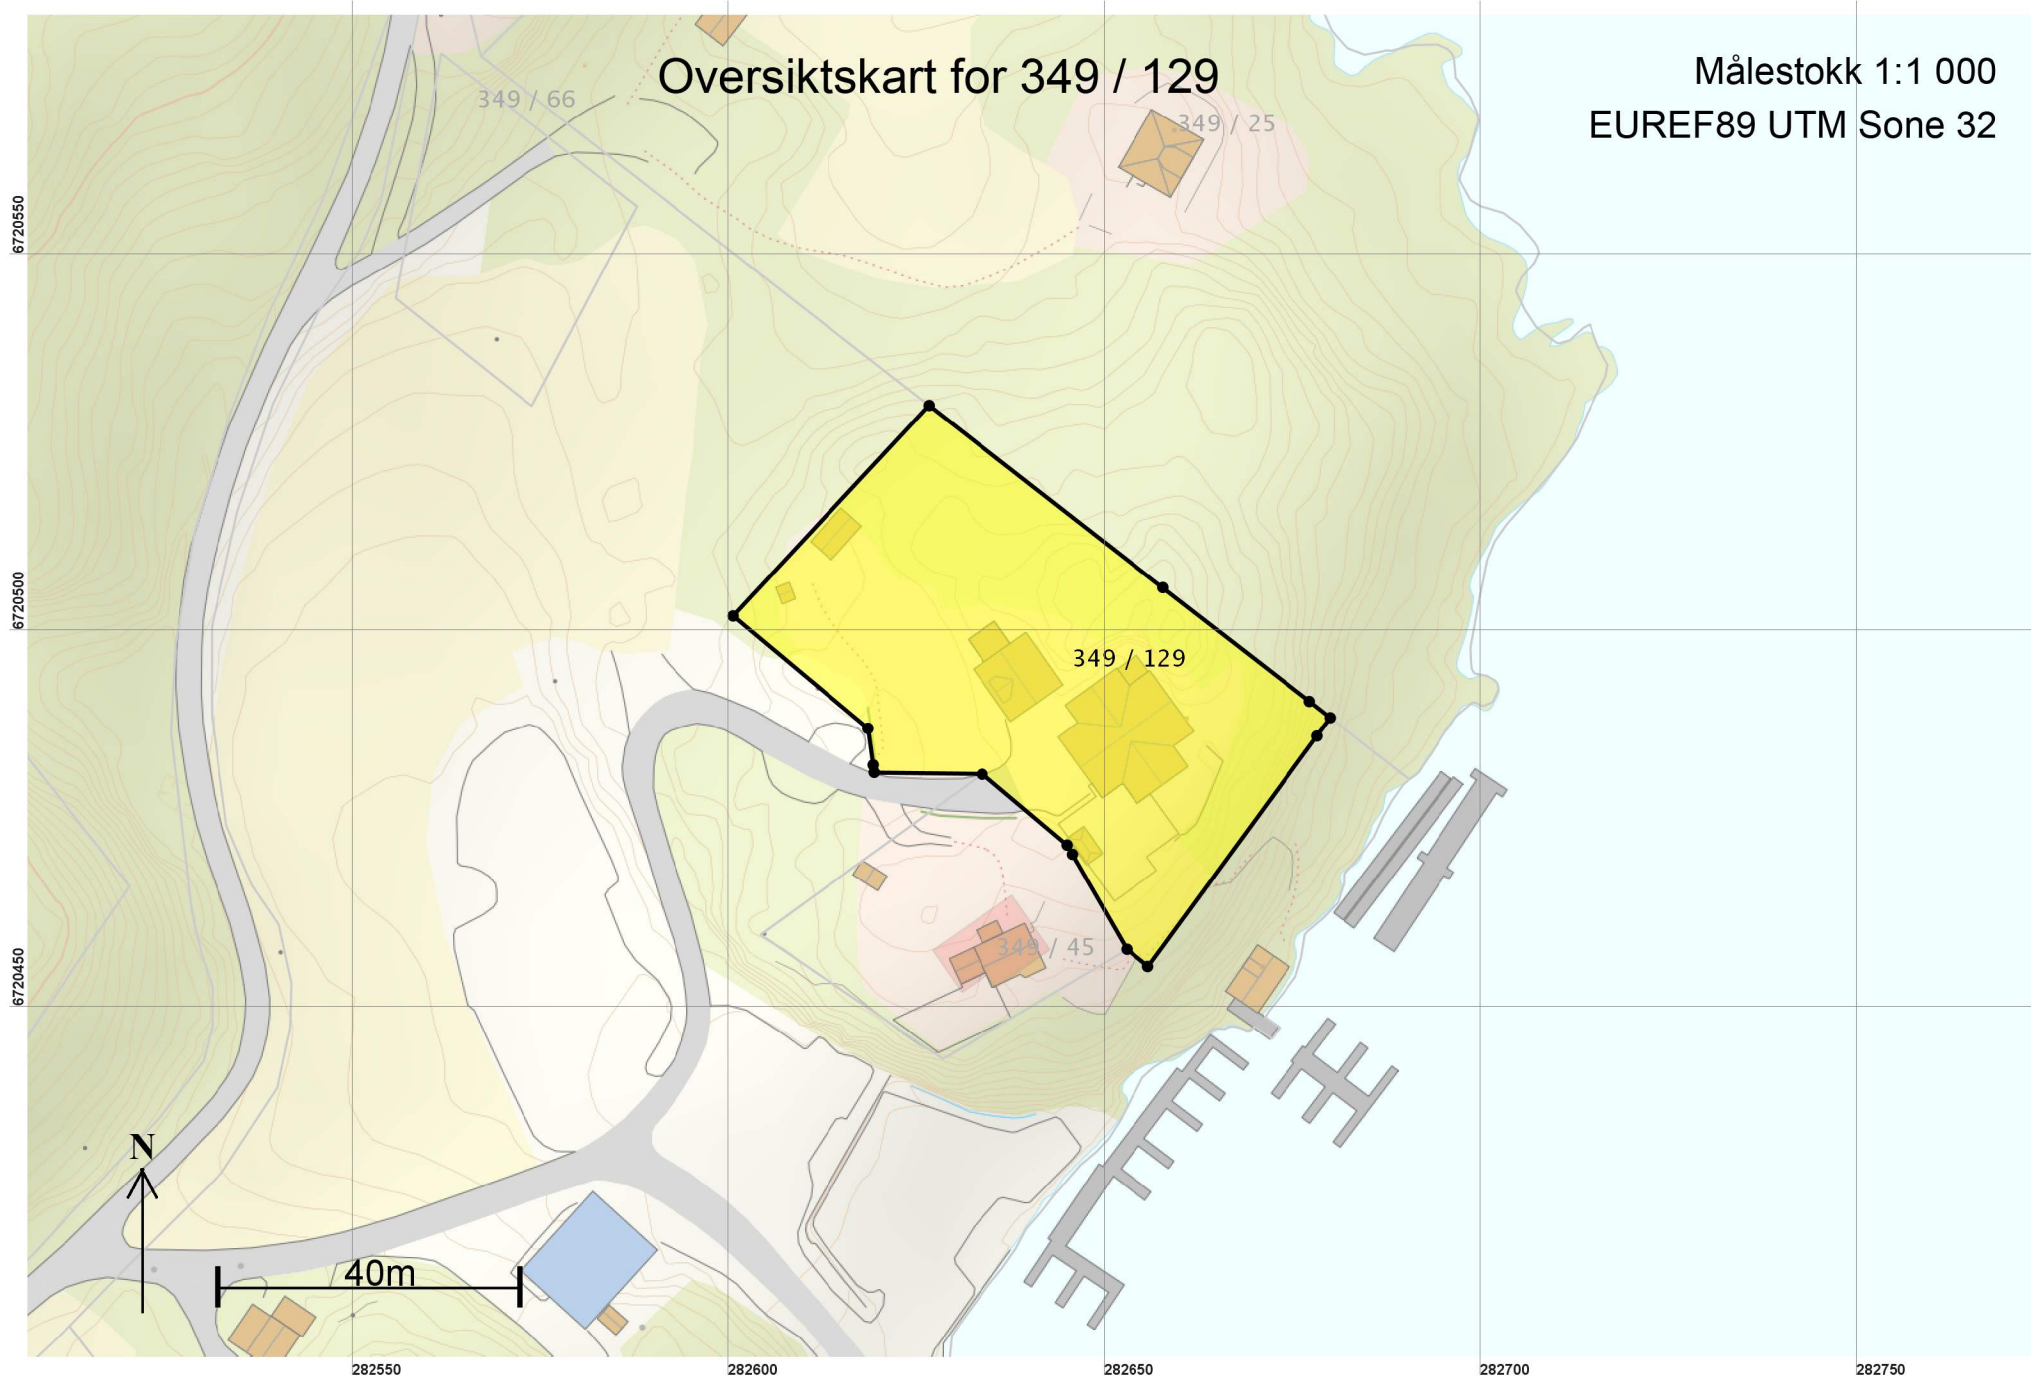 Oversiktskart for 349 / 129
Målestokk 1:1 000
EUREF89 UTM Sone 32
349 / 66
349 / 25
6720550
6720500
349 / 129
349 / 45
6720450
N
40m
282550
282600
282650
282700
282750